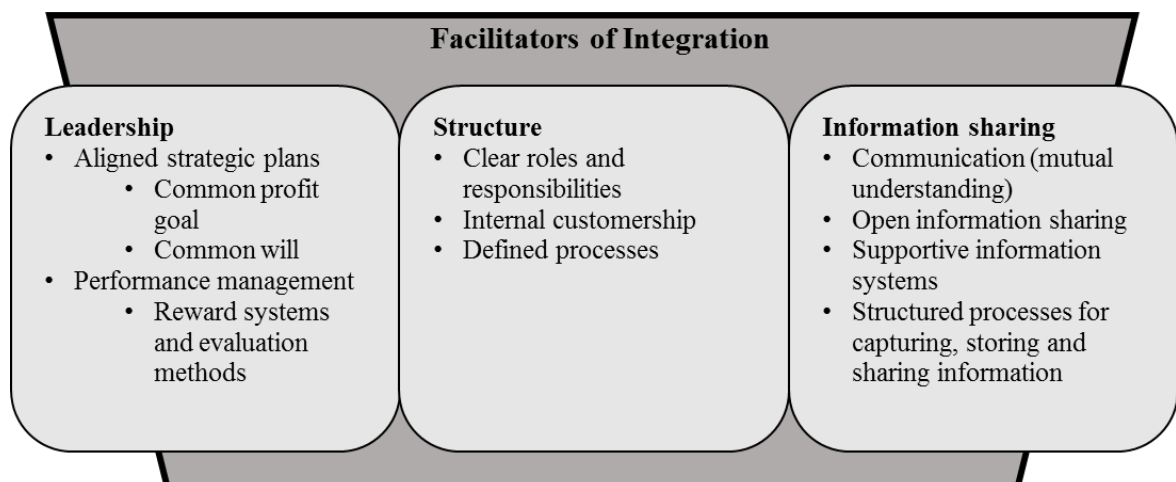 Facilitators of Integration
Leadership
• Aligned strategic plans
• Common profit
goal
• Common will
• Performance management
• Reward systems
and evaluation
methods
Structure
• Clear roles and
responsibilities
• Internal customership
• Defined processes
Information sharing
• Communication (mutual
understanding)
• Open information sharing
• Supportive information
systems
• Structured processes for
capturing, storing and
sharing information